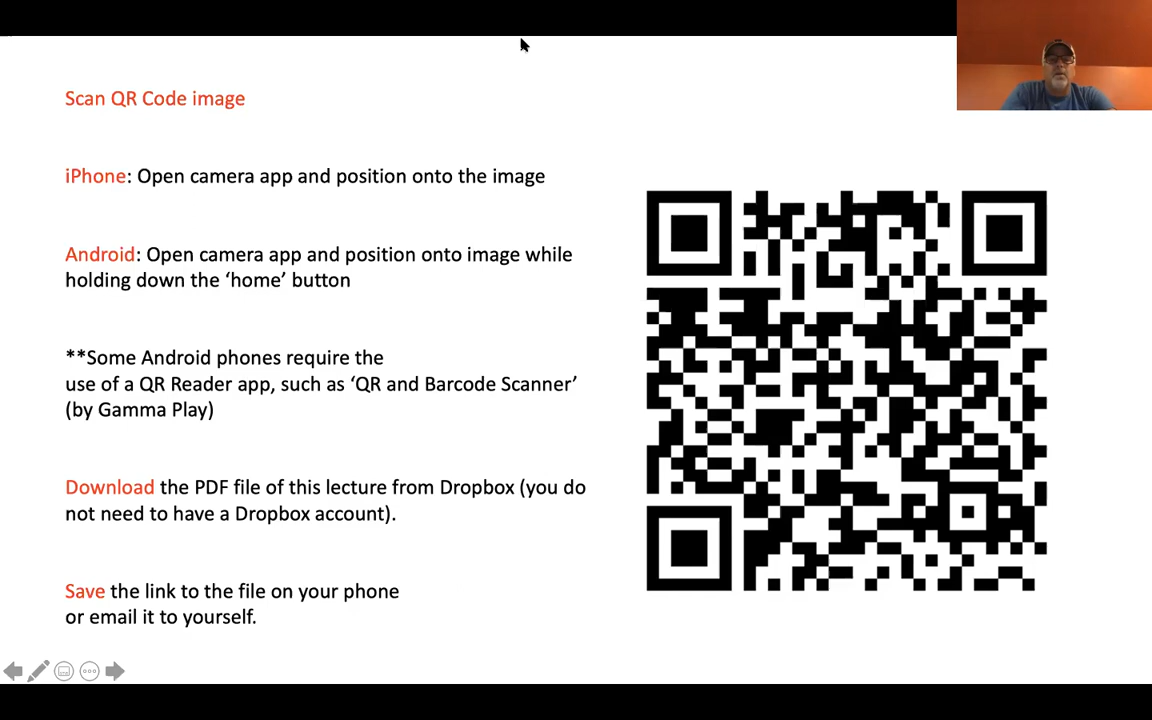 Scan QR Code image
iPhone: Open camera app and position onto the image
Android: Open camera app and position onto image while
holding down the ‘home’ button
**Some Android phones require the
use of a QR Reader app, such as ‘QR and Barcode Scanner’
(by Gamma Play)
Download the PDF file of this lecture from Dropbox (you do
not need to have a Dropbox account).
Save the link to the file on your phone
or email it to yourself.